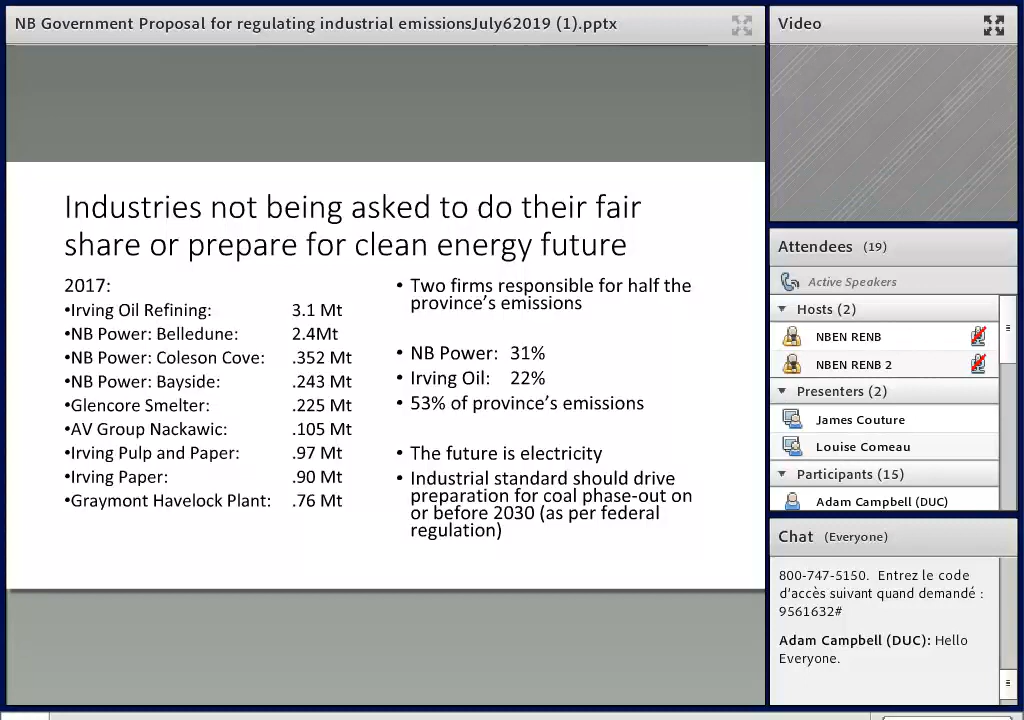 NB Government Proposal for regulating industrial emissionsJuly62019 (1).pptx
Industries not being asked to do their fair
share or prepare for clean energy future
2017:
•Irving Oil Refining: 3.1 Mt
•NB Power: Belledune: 2.4Mt
•NB Power: Coleson Cove: .352 Mt
•NB Power: Bayside: .243 Mt
•Glencore Smelter: .225 Mt
•AV Group Nackawic: .105 Mt
•Irving Pulp and Paper: .97 Mt
•Irving Paper: .90 Mt
•Graymont Havelock Plant: .76 Mt
• Two firms responsible for half the
province’s emissions
• NB Power: 31%
• Irving Oil: 22%
• 53% of province’s emissions
• The future is electricity
• Industrial standard should drive
preparation for coal phase-out on
or before 2030 (as per federal
regulation)
Video
Attendees (19)
Active Speakers
Hosts (2)
NBEN RENB
NBEN RENB 2
Presenters (2)
James Couture
Louise Comeau
Participants (15)
Adam Campbell (DUC)
Chat (Everyone)
800-747-5150. Entrez le code
d’accès suivant quand demandé :
9561632#
Adam Campbell (DUC): Hello
Everyone.